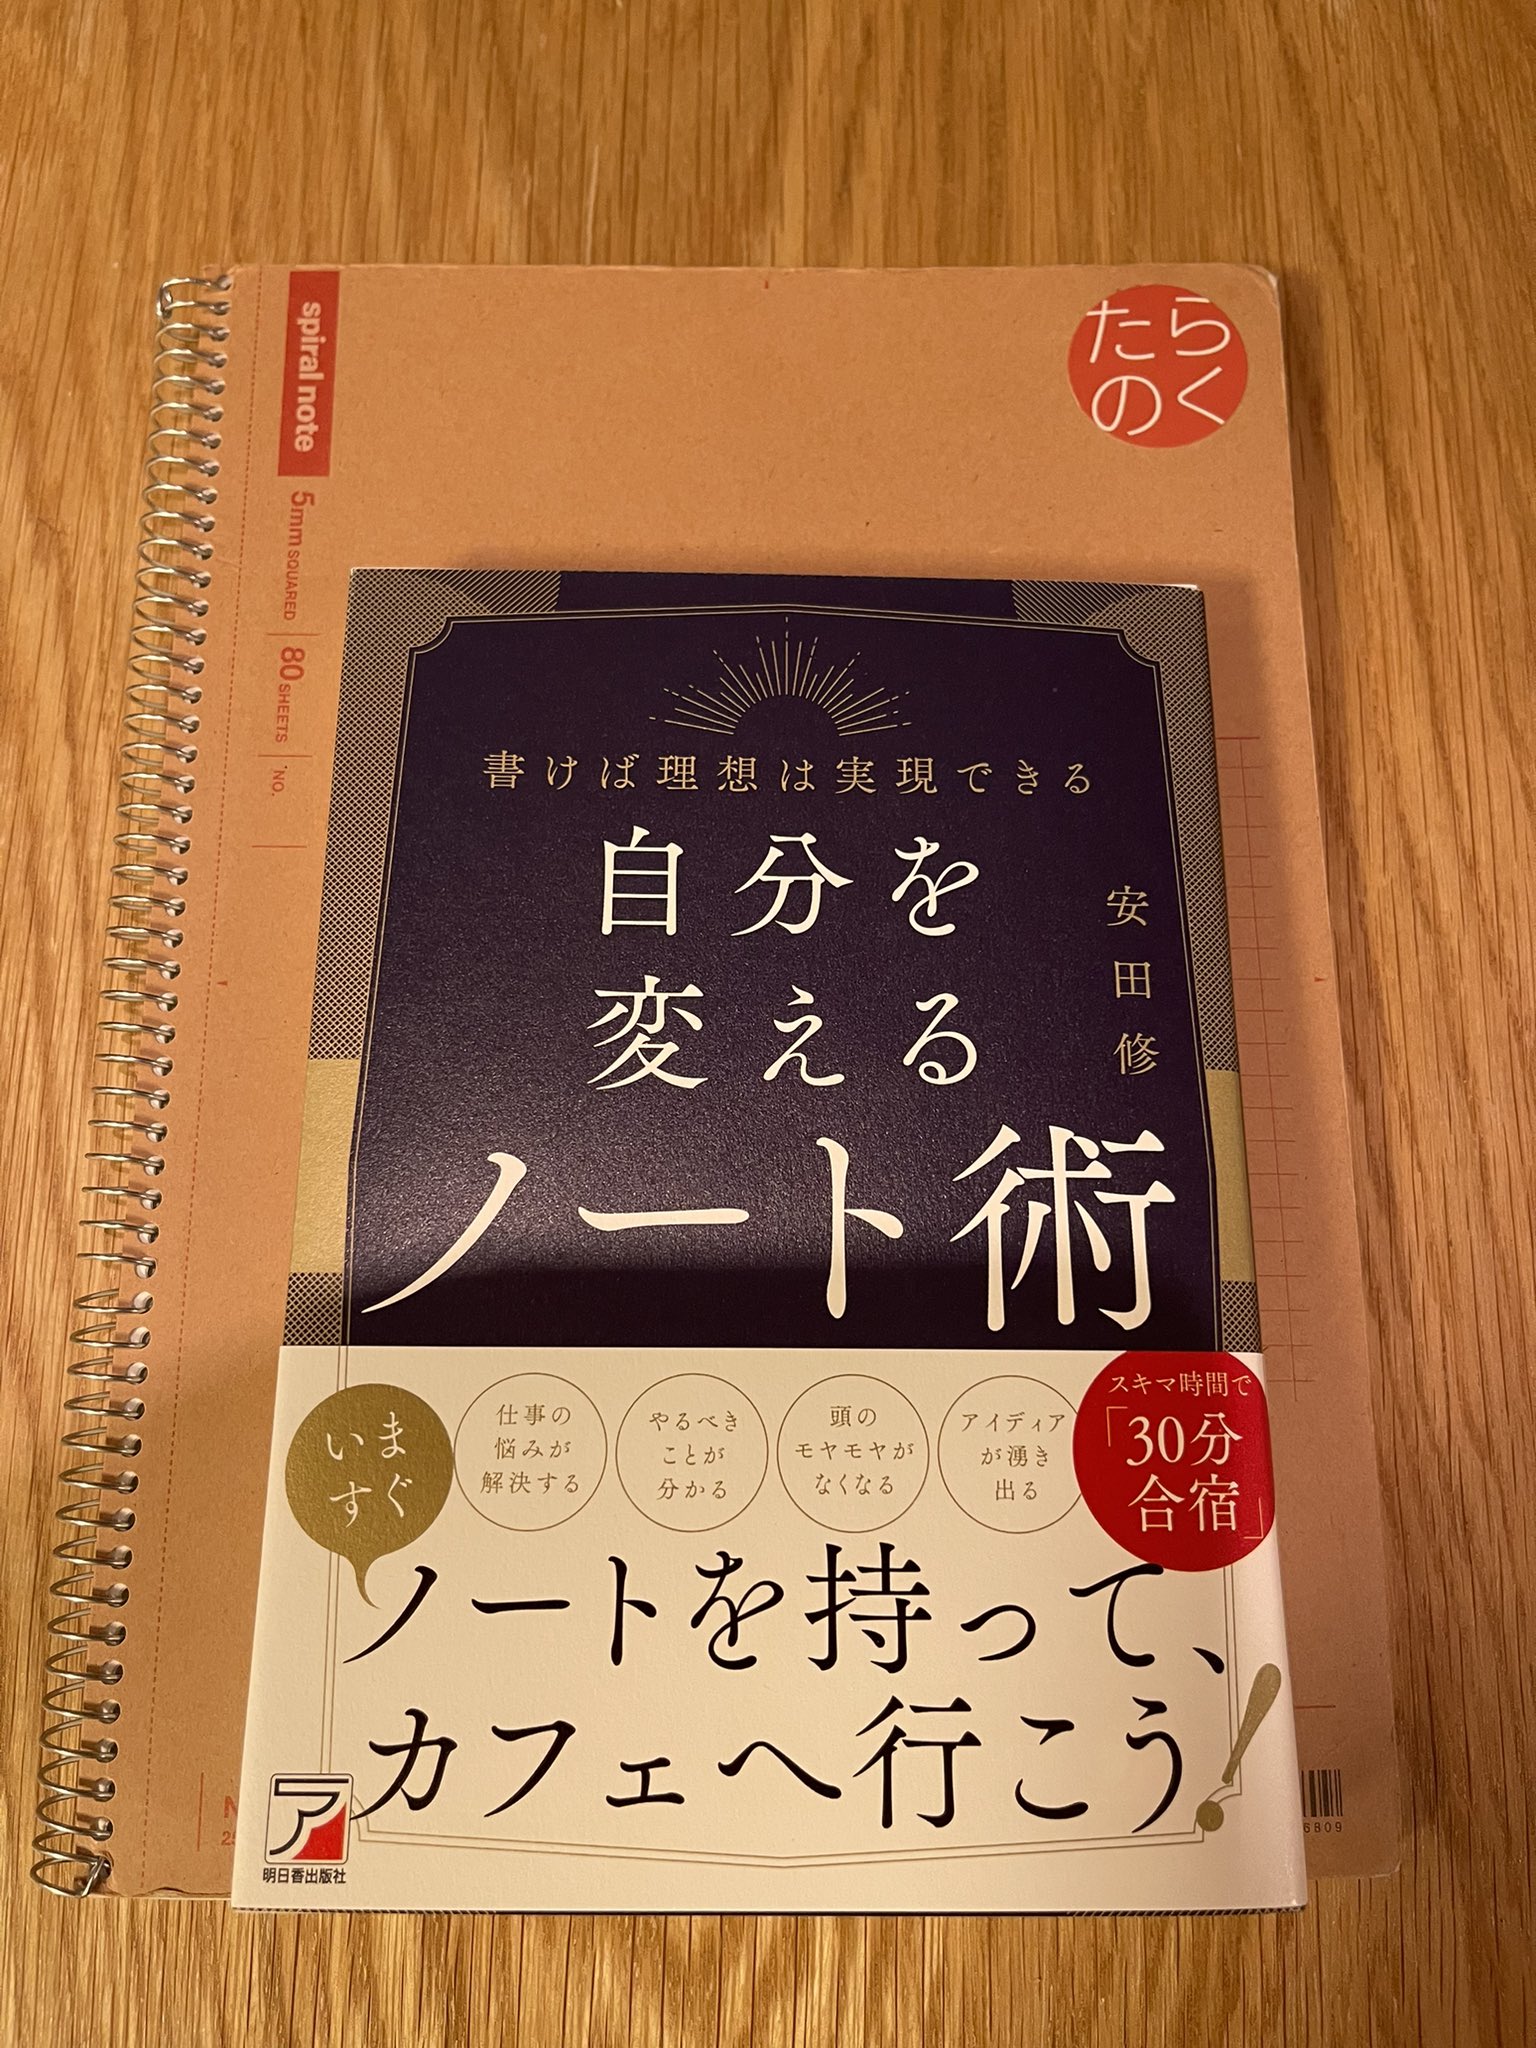 spiral note
5mm SQUARED
80 SHEETS
NO.
らく
たの
書けば理想は実現できる
自分を
変える
ノート術
安田修
いま
すぐ
仕事の
悩みが
解決する
やるべき
ことが
分かる
頭の
モヤモヤが
なくなる
アイディア
が湧き
出る
スキマ時間で
「30分
合宿」
ノートを持って、
カフェへ行こう!
ア
明日香出版社
6809